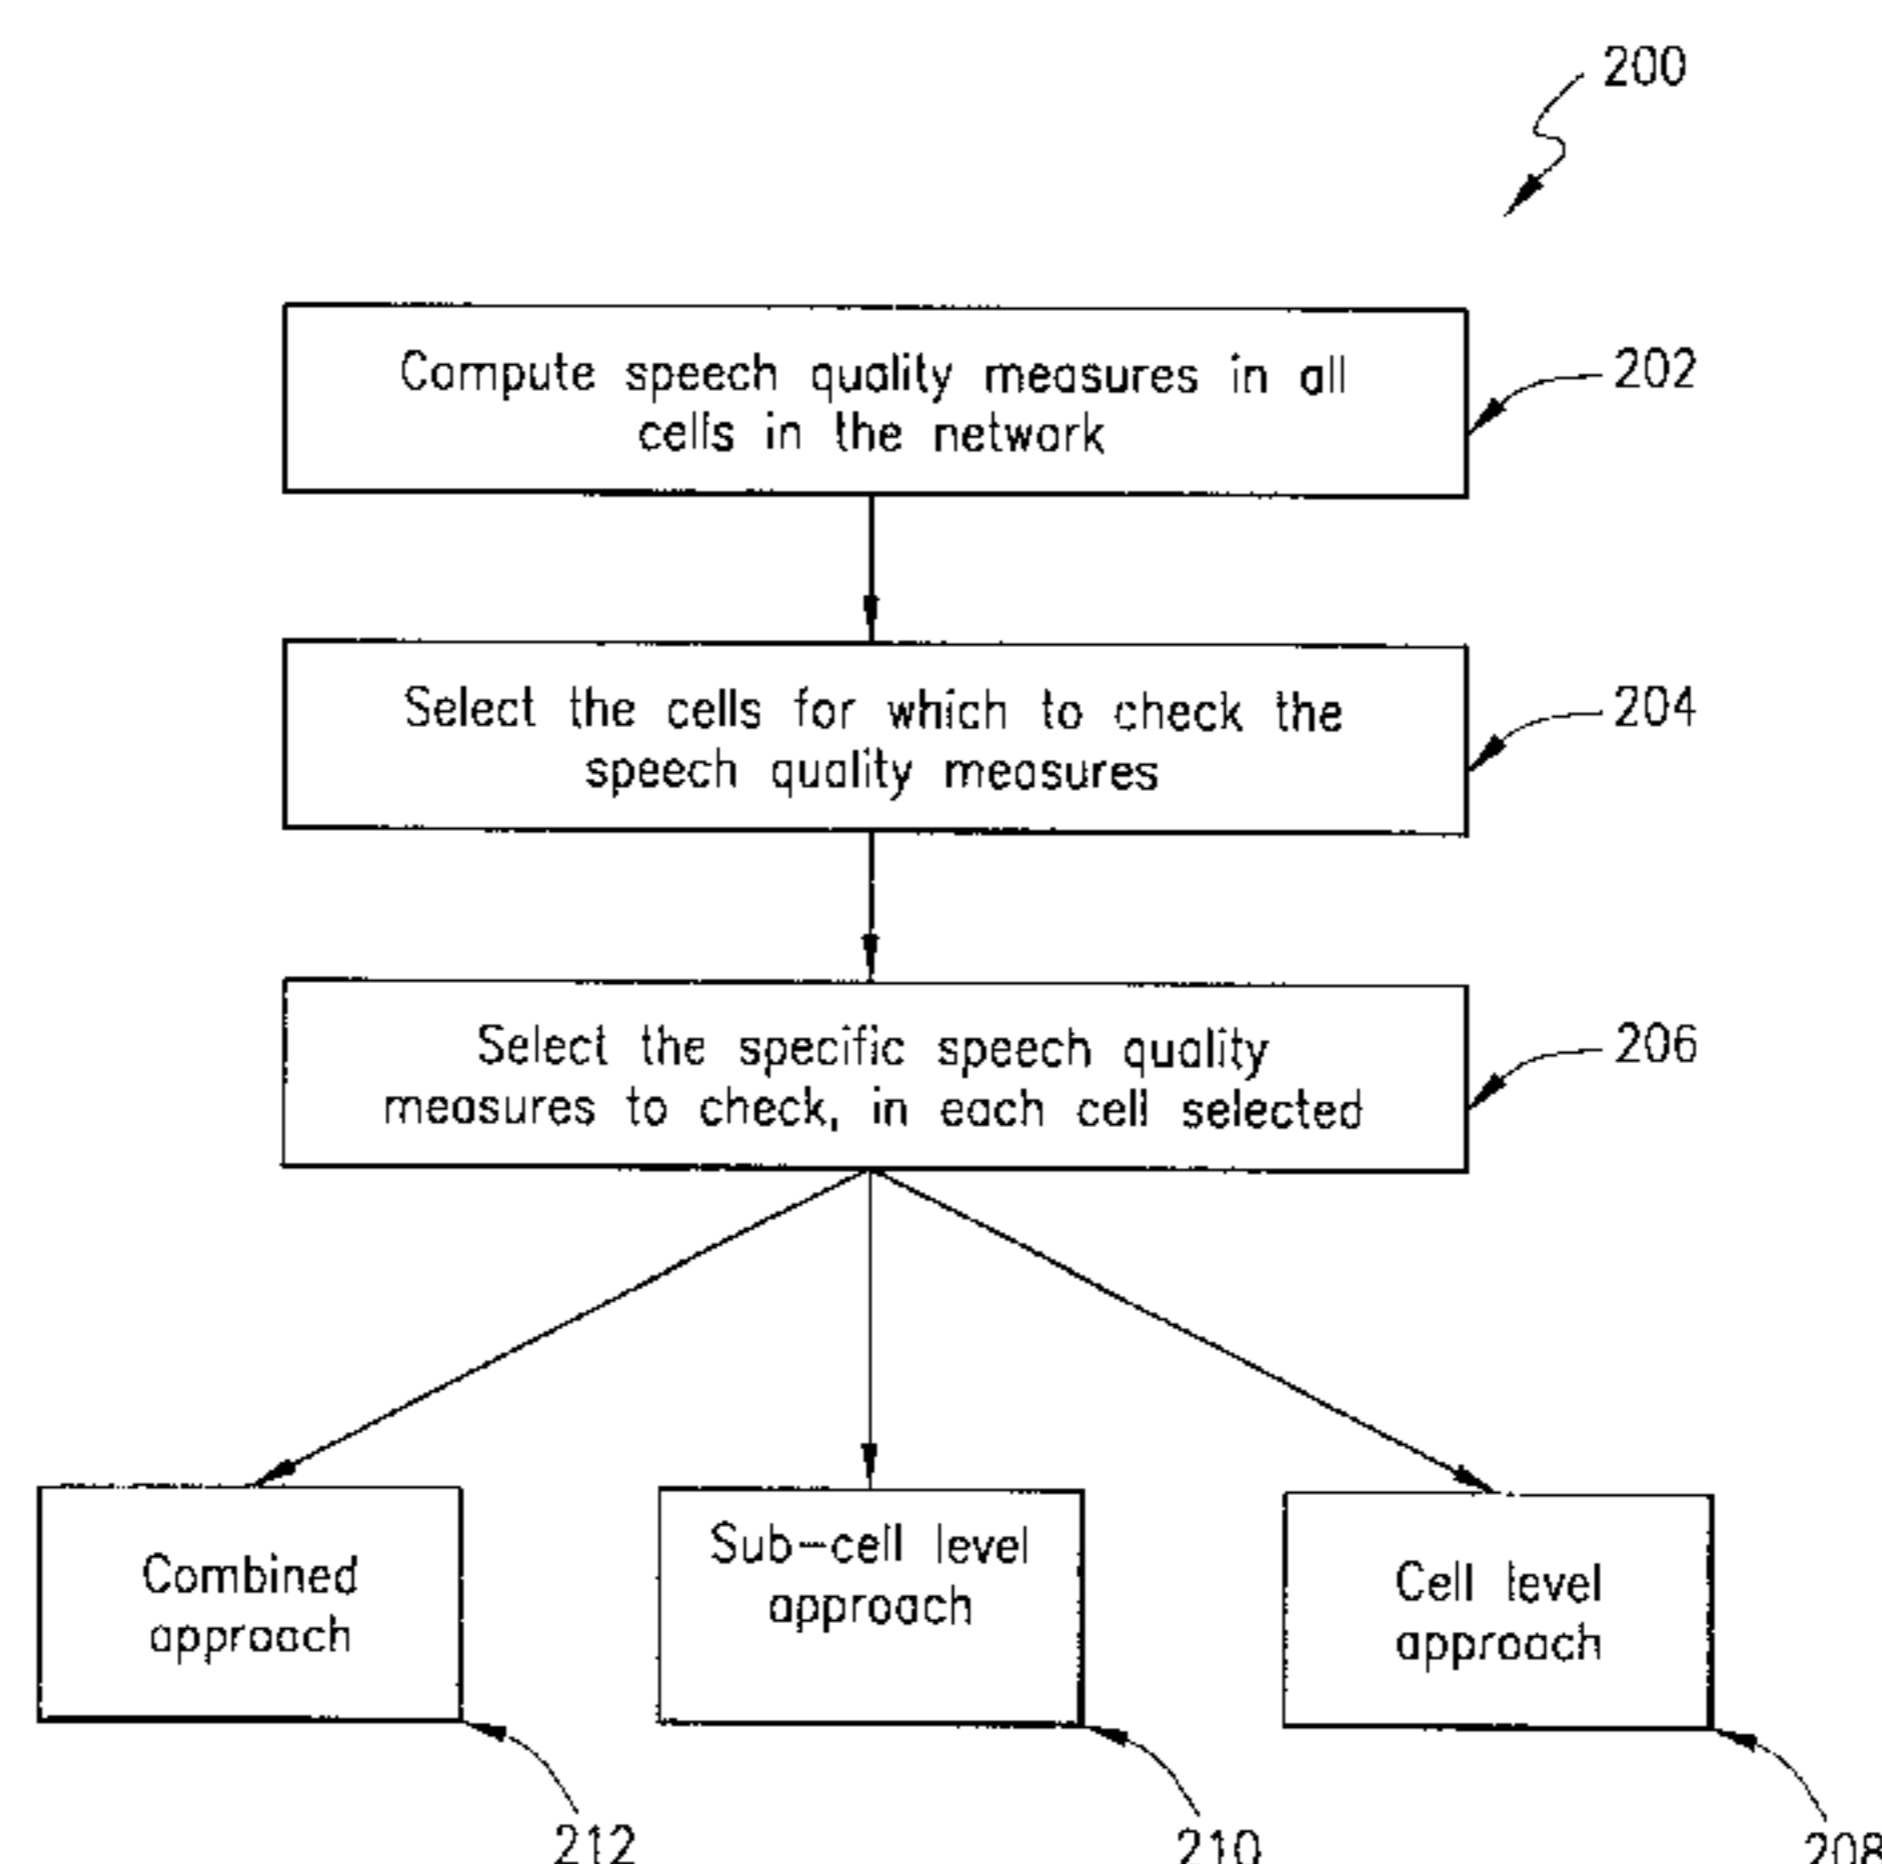 200
Compute speech quality measures in all
cells in the network
202
Select the cells for which to check the
speech quality measures
204
Select the specific speech quality
measures to check, in each cell selected
206
Combined
approach
Sub-cell level
approach
Cell level
approach
212
210
208